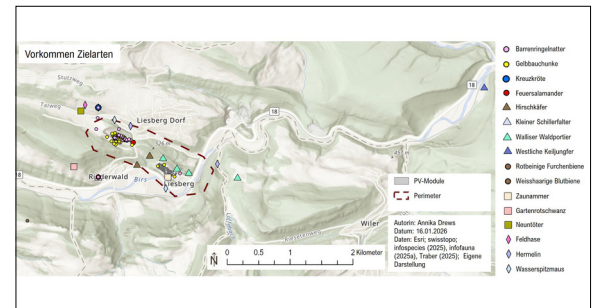 Vorkommen Zielarten
Stutzweg
Talweg
Liesberg Dorf
Riederwald
Birs
Liesberg
Wiler
18
18
18
PV-Module
Perimeter
Autorin: Annika Drews
Datum: 16.01.2026
Daten: Esri; swisstopo;
infospecies (2025), infofauna
(2025a), Traber (2025); Eigene
Darstellung
N
0 0.5 1 2 Kilometer
Barrenringelnatter
Gelbbauchunke
Kreuzkröte
Feuersalamander
Hirschkäfer
Kleiner Schillerfalter
Walliser Waldportier
Westliche Keiljungfer
Rotbeinige Furchenbiene
Weisshaarige Blutbiene
Zaunammer
Gartenrotschwanz
Neuntöter
Feldhase
Hermelin
Wasserspitzmaus